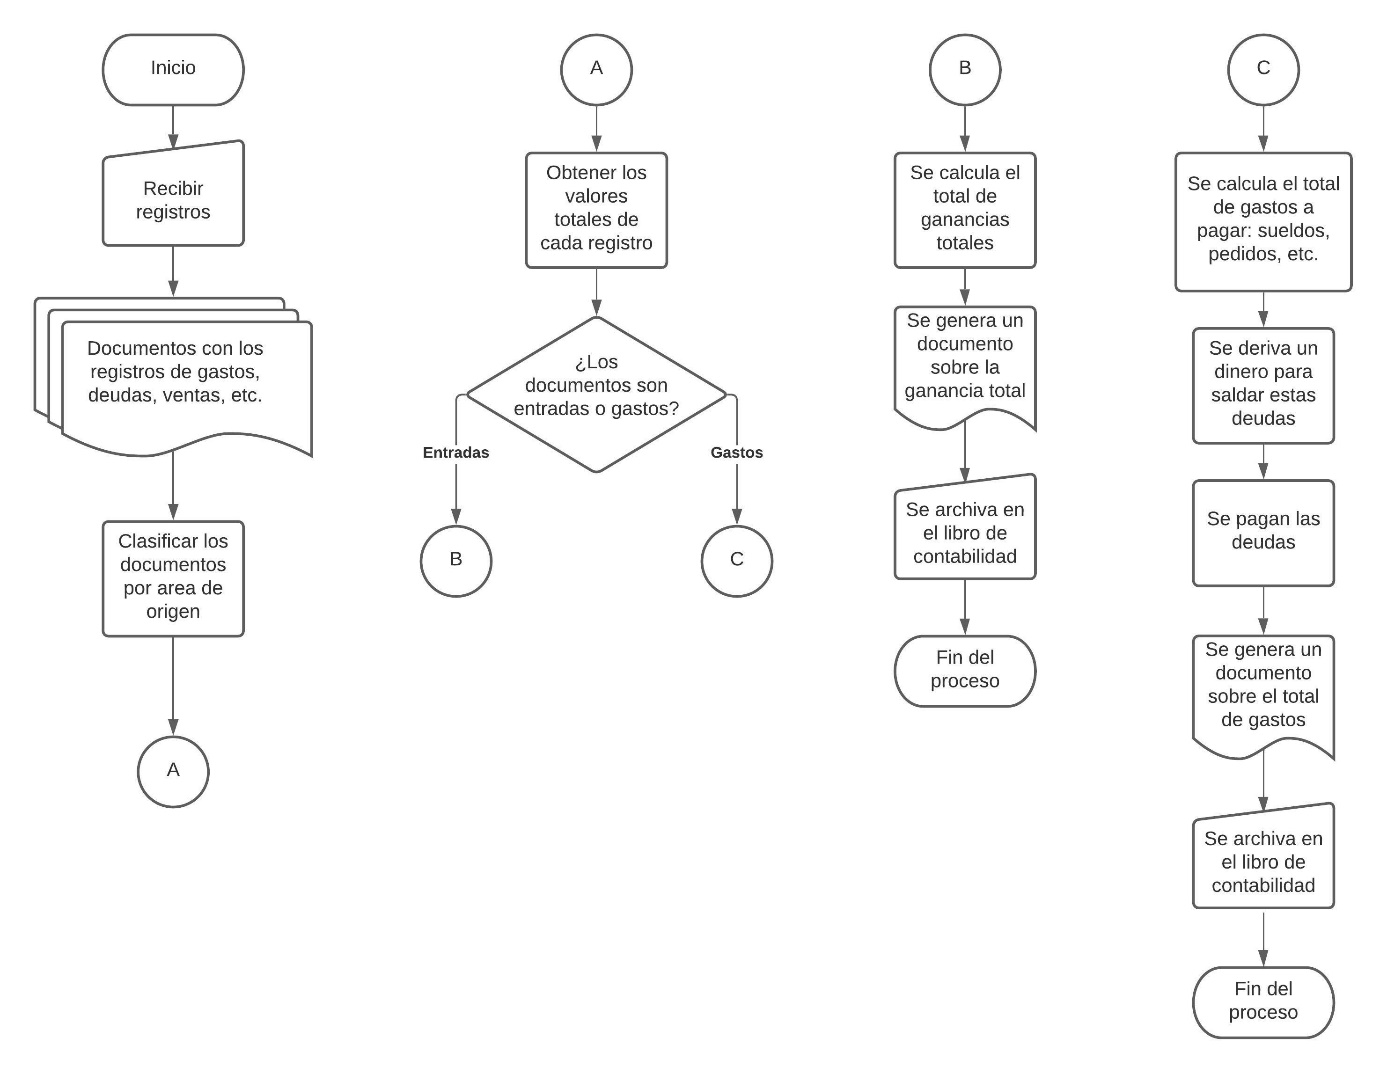 Inicio
Recibir
registros
Documentos con los
registros de gastos,
deudas, ventas, etc.
Clasificar los
documentos
por area de
origen
A
A
Obtener los
valores
totales de
cada registro
¿Los
documentos son
entradas o gastos?
Entradas
Gastos
B
C
B
Se calcula el
total de
ganancias
totales
Se genera un
documento
sobre la
ganancia total
Se archiva en
el libro de
contabilidad
Fin del
proceso
C
Se calcula el total
de gastos a
pagar: sueldos,
pedidos, etc.
Se deriva un
dinero para
saldar estas
deudas
Se pagan las
deudas
Se genera un
documento
sobre el total
de gastos
Se archiva en
el libro de
contabilidad
Fin del
proceso